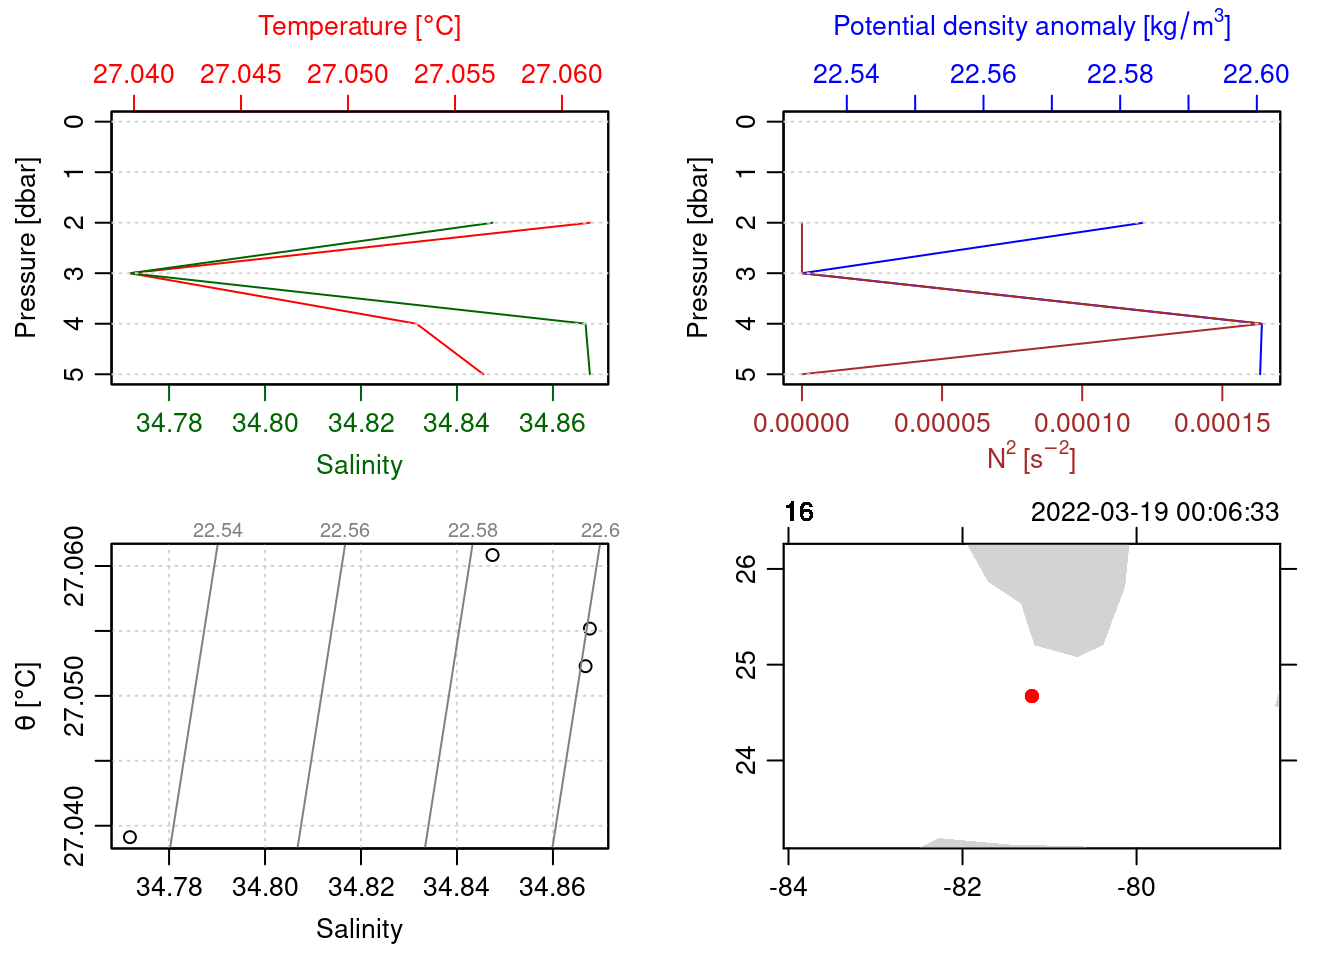 Temperature [°C]
27.040 27.045 27.050 27.055 27.060
Pressure [dbar]
0
1
2
3
4
5
34.78 34.80 34.82 34.84 34.86
Salinity
Potential density anomaly [kg/m³]
22.54 22.56 22.58 22.60
Pressure [dbar]
0
1
2
3
4
5
0.00000 0.00005 0.00010 0.00015
N² [s⁻²]
22.54 22.56 22.58 22.6
θ [°C]
27.060
27.050
27.040
34.78 34.80 34.82 34.84 34.86
Salinity
16 2022-03-19 00:06:33
26
25
24
-84 -82 -80